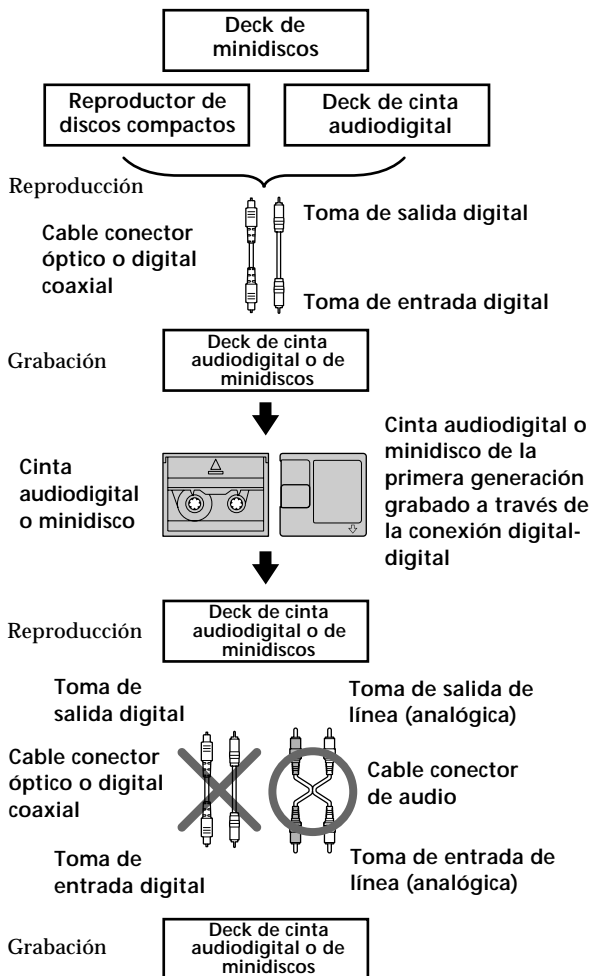 Deck de
minidiscos
Reproductor de
discos compactos
Deck de cinta
audiodigital
Reproducción
Cable conector
óptico o digital
coaxial
Toma de salida digital
Toma de entrada digital
Grabación
Deck de cinta
audiodigital o de
minidiscos
Cinta
audiodigital
o minidisco
Cinta audiodigital o
minidisco de la
primera generación
grabado a través de
la conexión digital-
digital
Reproducción
Deck de cinta
audiodigital o de
minidiscos
Toma de
salida digital
Toma de salida de
línea (analógica)
Cable conector
óptico o digital
coaxial
Cable conector
de audio
Toma de
entrada digital
Toma de entrada de
línea (analógica)
Grabación
Deck de cinta
audiodigital o de
minidiscos